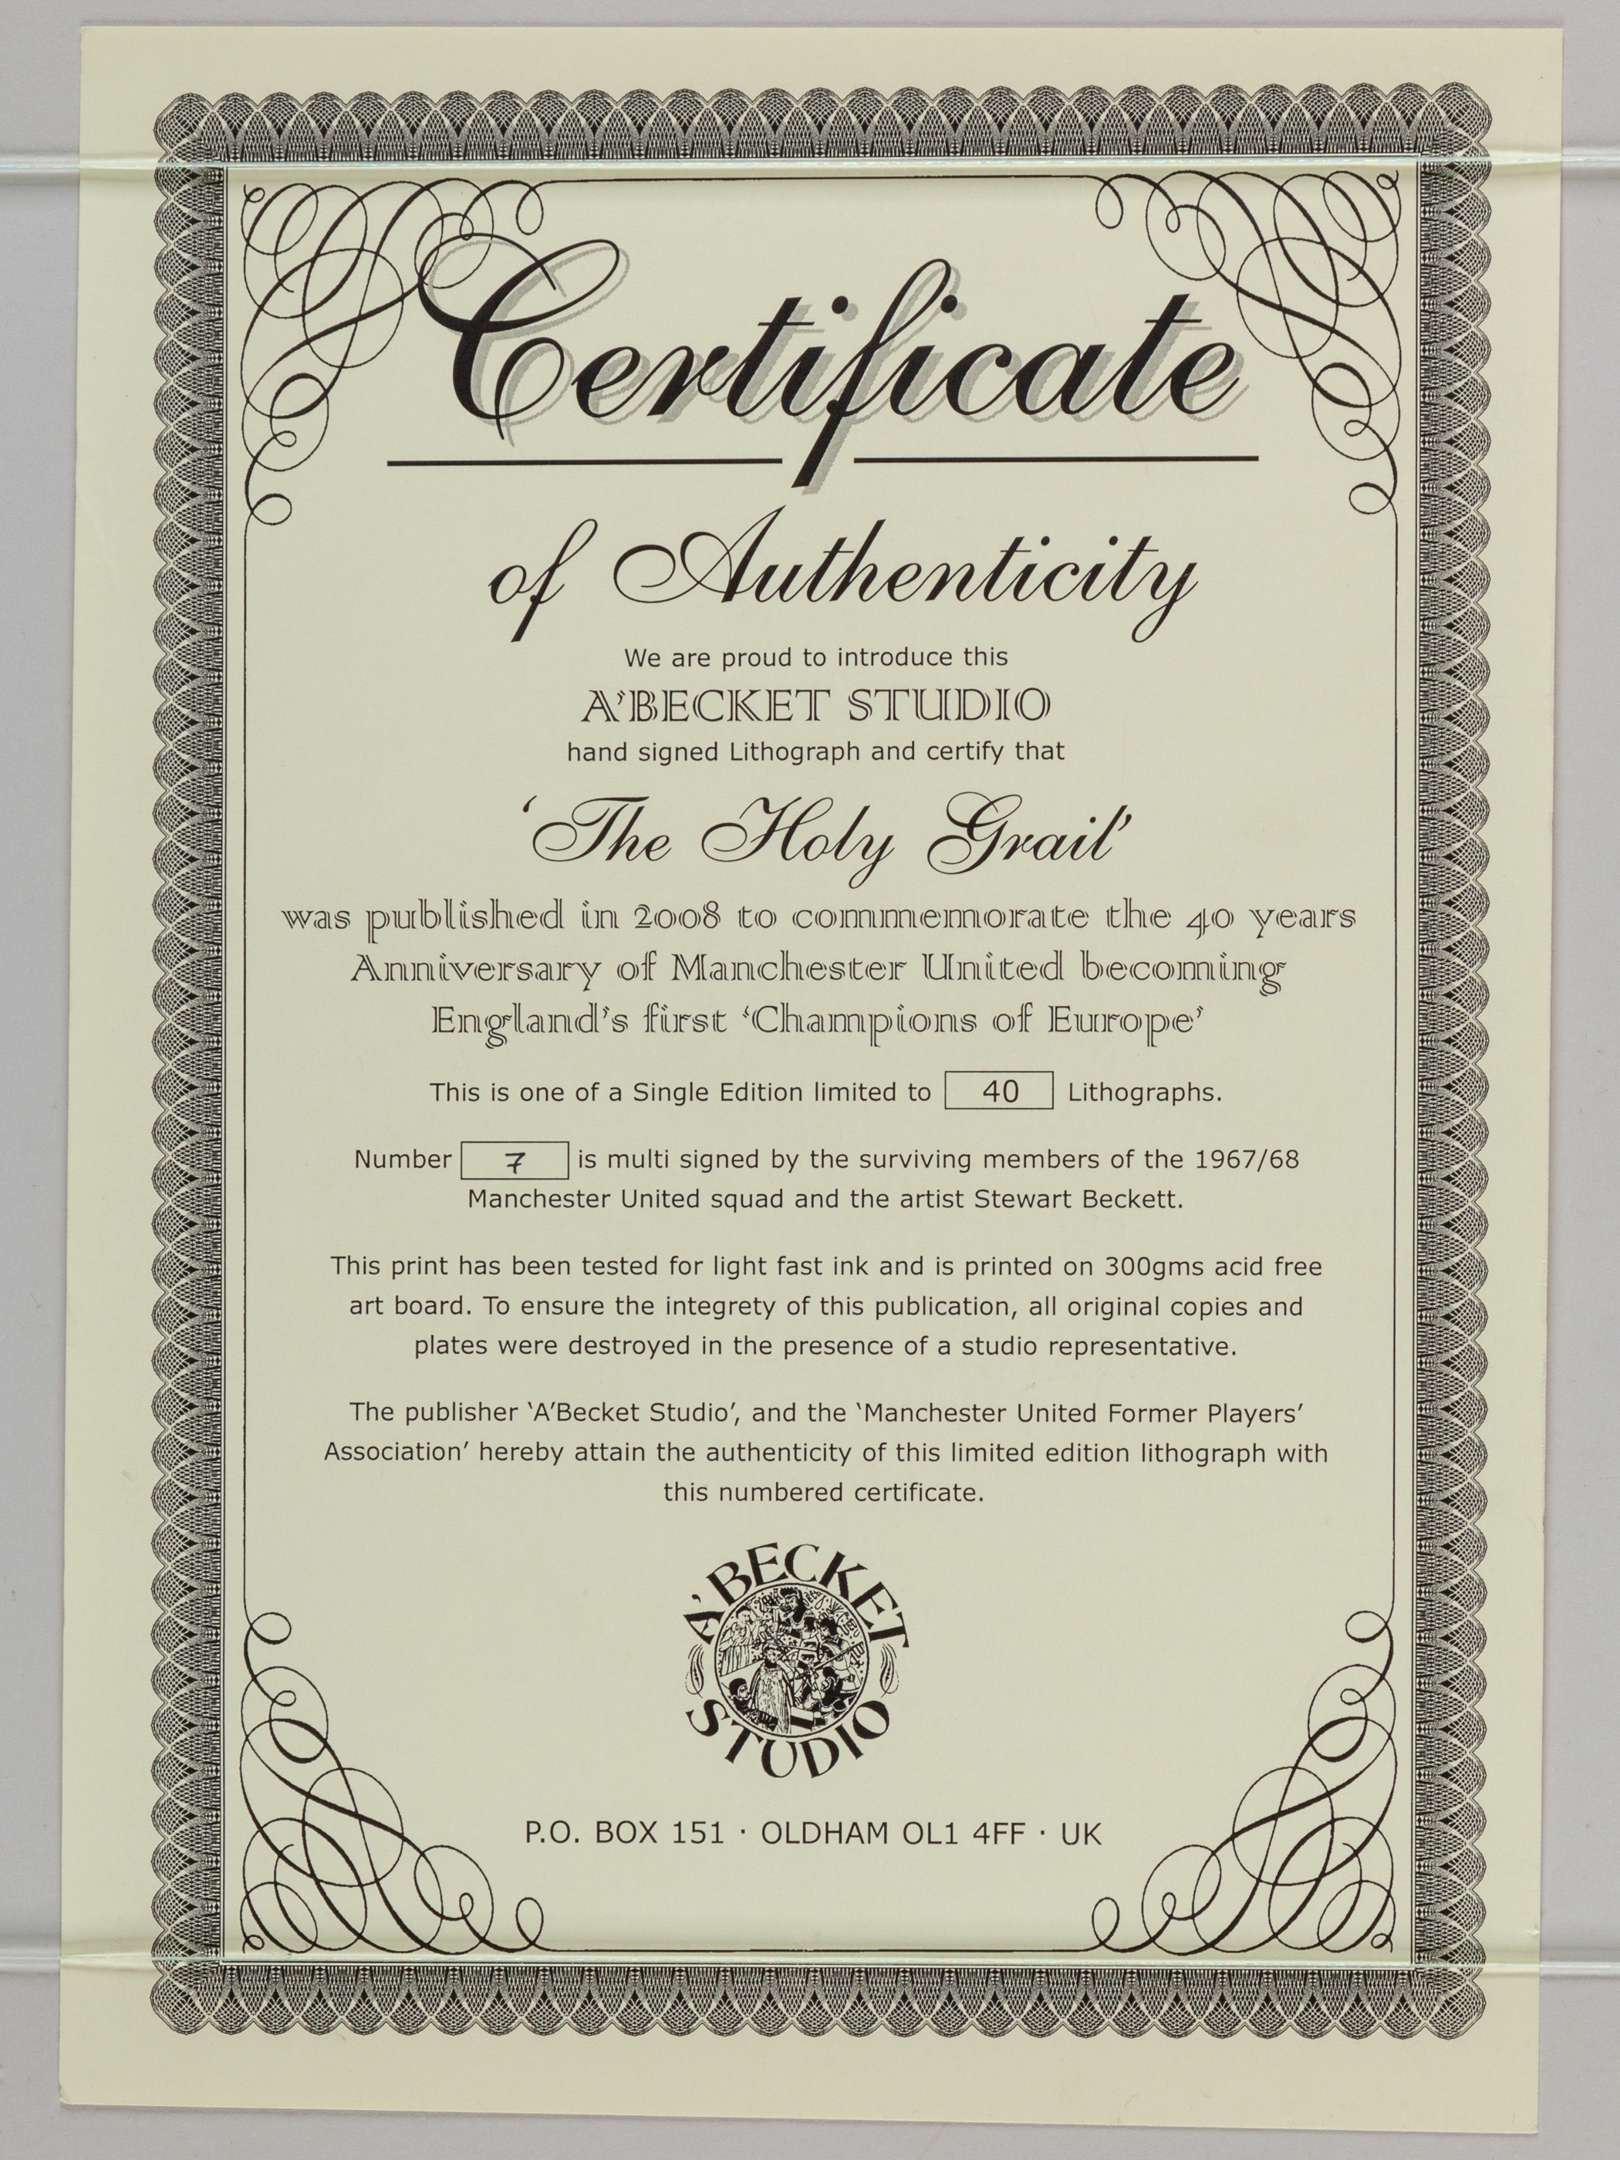 Certificate
of Authenticity
We are proud to introduce this
A'BECKET STUDIO
hand signed Lithograph and certify that
‘The Holy Grail’
was published in 2008 to commemorate the 40 years
Anniversary of Manchester United becoming
England's first ‘Champions of Europe’
This is one of a Single Edition limited to 40 Lithographs.
Number 7 is multi signed by the surviving members of the 1967/68
Manchester United squad and the artist Stewart Beckett.
This print has been tested for light fast ink and is printed on 300gms acid free
art board. To ensure the integrety of this publication, all original copies and
plates were destroyed in the presence of a studio representative.
The publisher ‘A’Becket Studio’, and the ‘Manchester United Former Players’
Association’ hereby attain the authenticity of this limited edition lithograph with
this numbered certificate.
A'BECKET
STUDIO
P.O. BOX 151 · OLDHAM OL1 4FF · UK